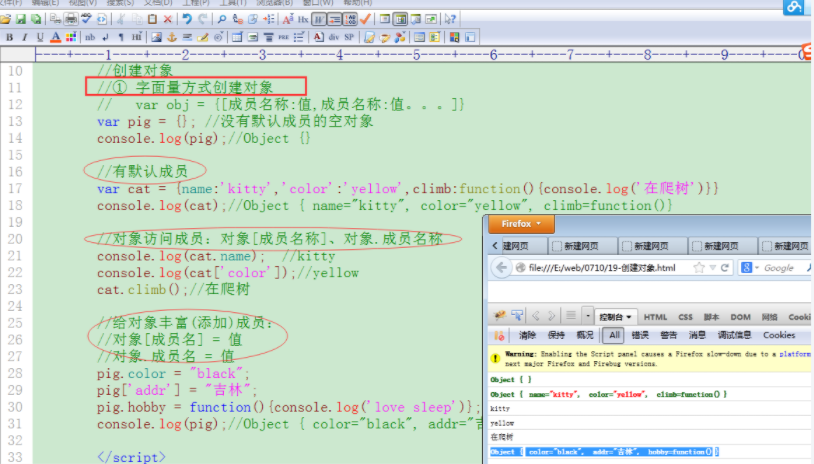 文件(F) 编辑(E) 视图(V) 搜索(S) 文档(D) 工程(P) 工具(T) 浏览器(B) 窗口(W) 帮助(H)
B I U A nb ¶ Hi A div SP
----+----1----+----2----+----3----+----4----+----5----+----6----+----7----+----8----+----9----+----0
10 //创建对象
11 //① 字面量方式创建对象
12 // var obj = {[成员名称:值,成员名称:值。。。]}
13 var pig = {}; //没有默认成员的空对象
14 console.log(pig);//Object {}
15
16 //有默认成员
17 var cat = {name:'kitty','color':'yellow',climb:function(){console.log('在爬树')}}
18 console.log(cat);//Object { name="kitty", color="yellow", climb=function()}
19
20 //对象访问成员：对象[成员名称]、对象.成员名称
21 console.log(cat.name); //kitty
22 console.log(cat['color']);//yellow
23 cat.climb();//在爬树
24
25 //给对象丰富(添加)成员：
26 //对象[成员名] = 值
27 //对象.成员名 = 值
28 pig.color = "black";
29 pig['addr'] = "吉林";
30 pig.hobby = function(){console.log('love sleep')};
31 console.log(pig);//Object { color="black", addr="吉
32
33 </script>
Firefox
建网页 新建网页 新建网页 新建网页 新建网页
file:///E:/web/0710/19-创建对象.html Google
控制台 HTML CSS 脚本 DOM 网络 Cooki
清除 保持 概况 All 错误 警告 消息 调试信息 Cookies
Warning: Enabling the Script panel causes a Firefox slow-down due to a platform
next major Firefox and Firebug versions.
Object { }
Object { name="kitty", color="yellow", climb=function() }
kitty
yellow
在爬树
Object { color="black", addr="吉林", hobby=function() }